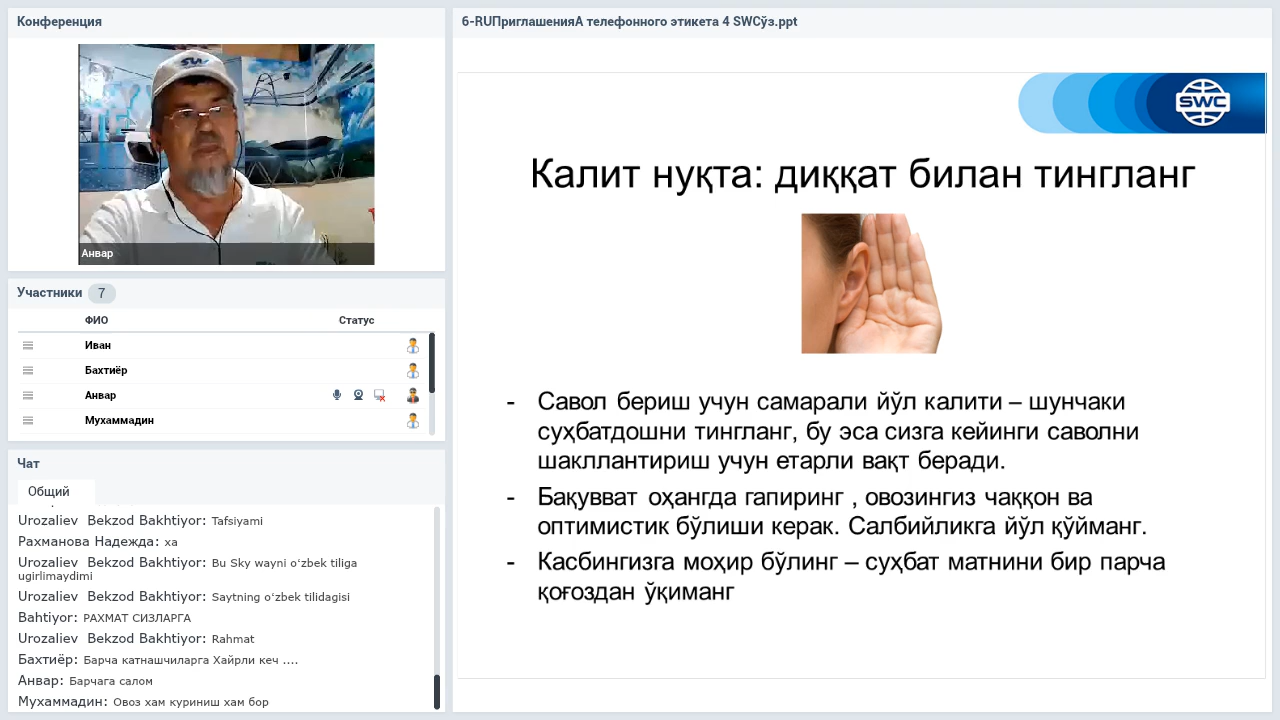 Конференция
Анвар
Участники 7
ФИО Статус
Иван
Бахтиёр
Анвар
Мухаммадин
Чат
Общий
Urozaliev Bekzod Bakhtiyor: Tafsiyami
Рахманова Надежда: ха
Urozaliev Bekzod Bakhtiyor: Bu Sky wayni oʻzbek tiliga
ugirlimaydimi
Urozaliev Bekzod Bakhtiyor: Saytning oʻzbek tilidagisi
Bahtiyor: РАХМАТ СИЗЛАРГА
Urozaliev Bekzod Bakhtiyor: Rahmat
Бахтиёр: Барча катнашчиларга Хайрли кеч ....
Анвар: Барчага салом
Мухаммадин: Овоз хам куриниш хам бор
6-RUПриглашенияА телефонного этикета 4 SWCўз.ppt
SWC
Калит нуқта: диққат билан тингланг
- Савол бериш учун самарали йўл калити – шунчаки
суҳбатдошни тингланг, бу эса сизга кейинги саволни
шакллантириш учун етарли вақт беради.
- Бақувват оҳангда гапиринг , овозингиз чаққон ва
оптимистик бўлиши керак. Салбийликга йўл қўйманг.
- Касбингизга моҳир бўлинг – суҳбат матнини бир парча
қоғоздан ўқиманг